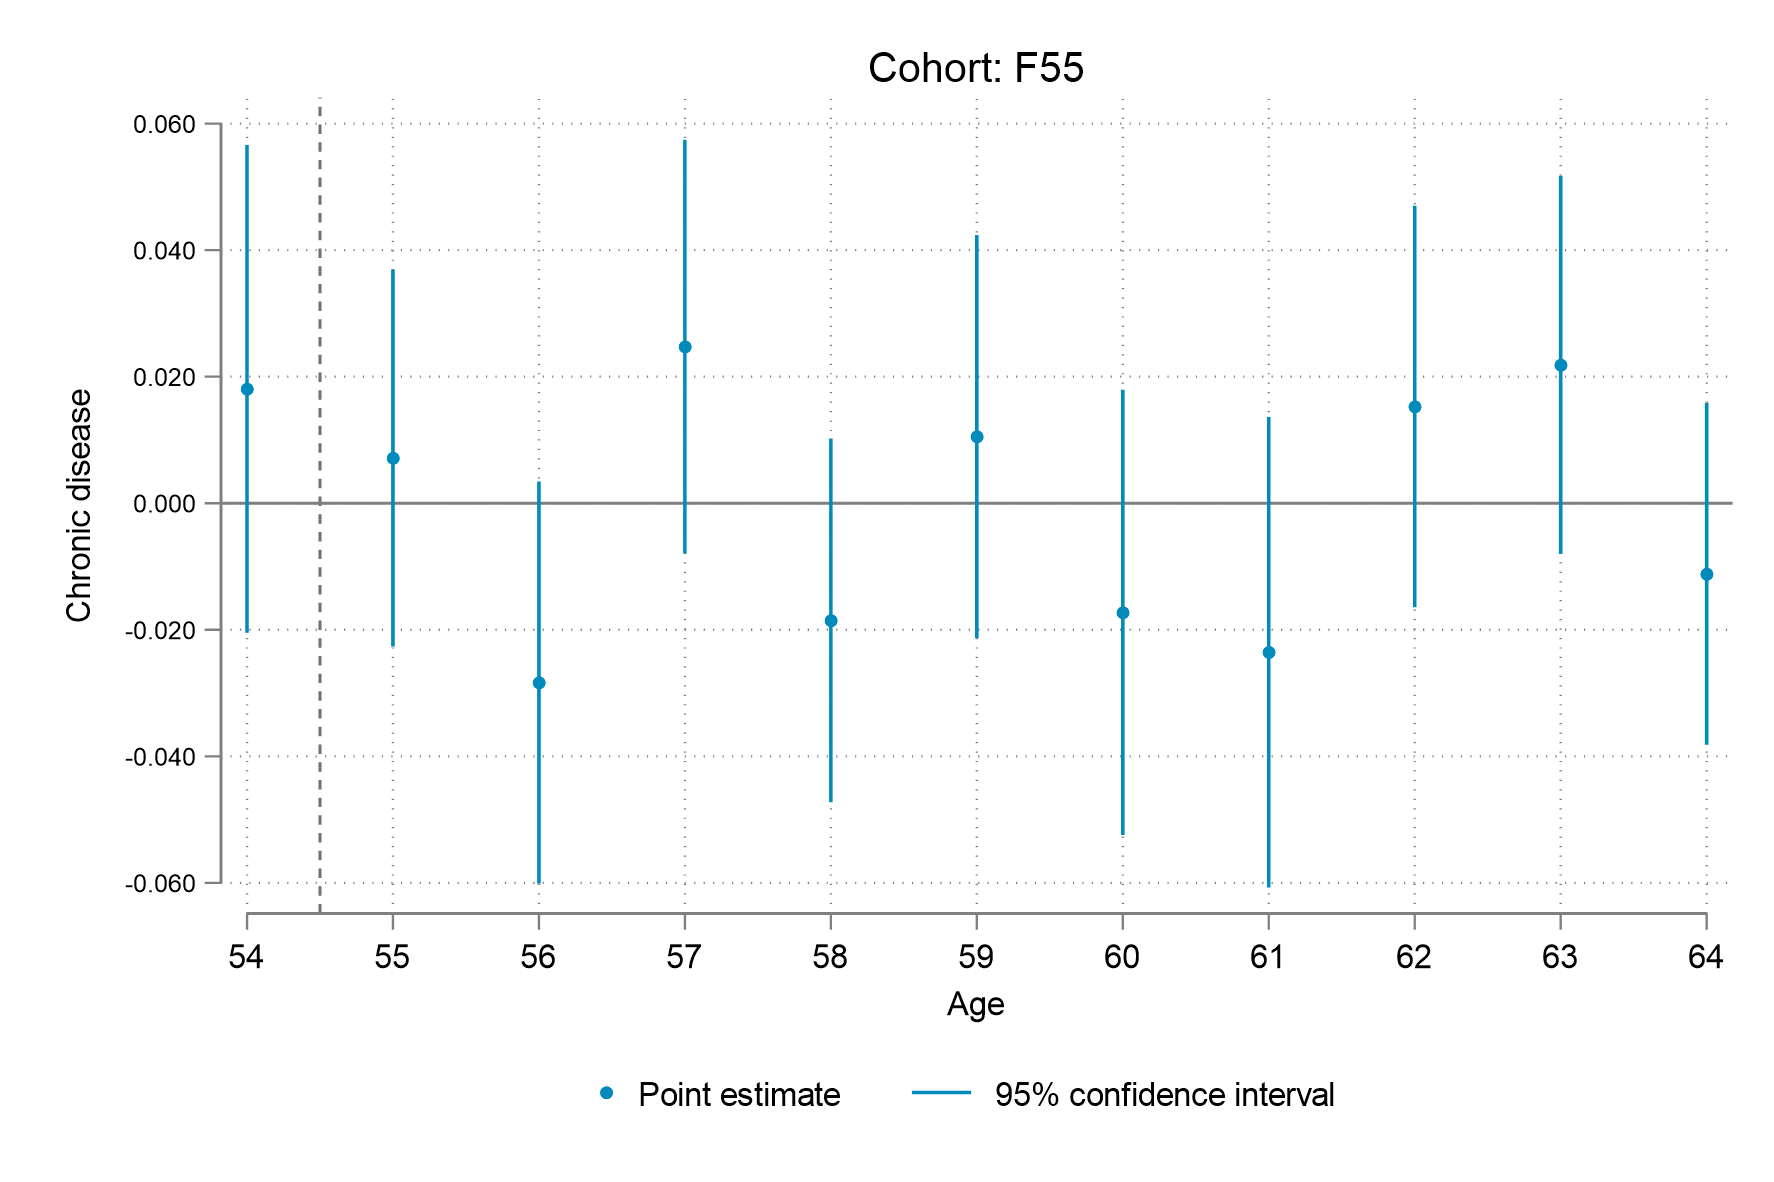 Cohort: F55
0.060
0.040
0.020
0.000
-0.020
-0.040
-0.060
Chronic disease
54 55 56 57 58 59 60 61 62 63 64
Age
Point estimate 95% confidence interval